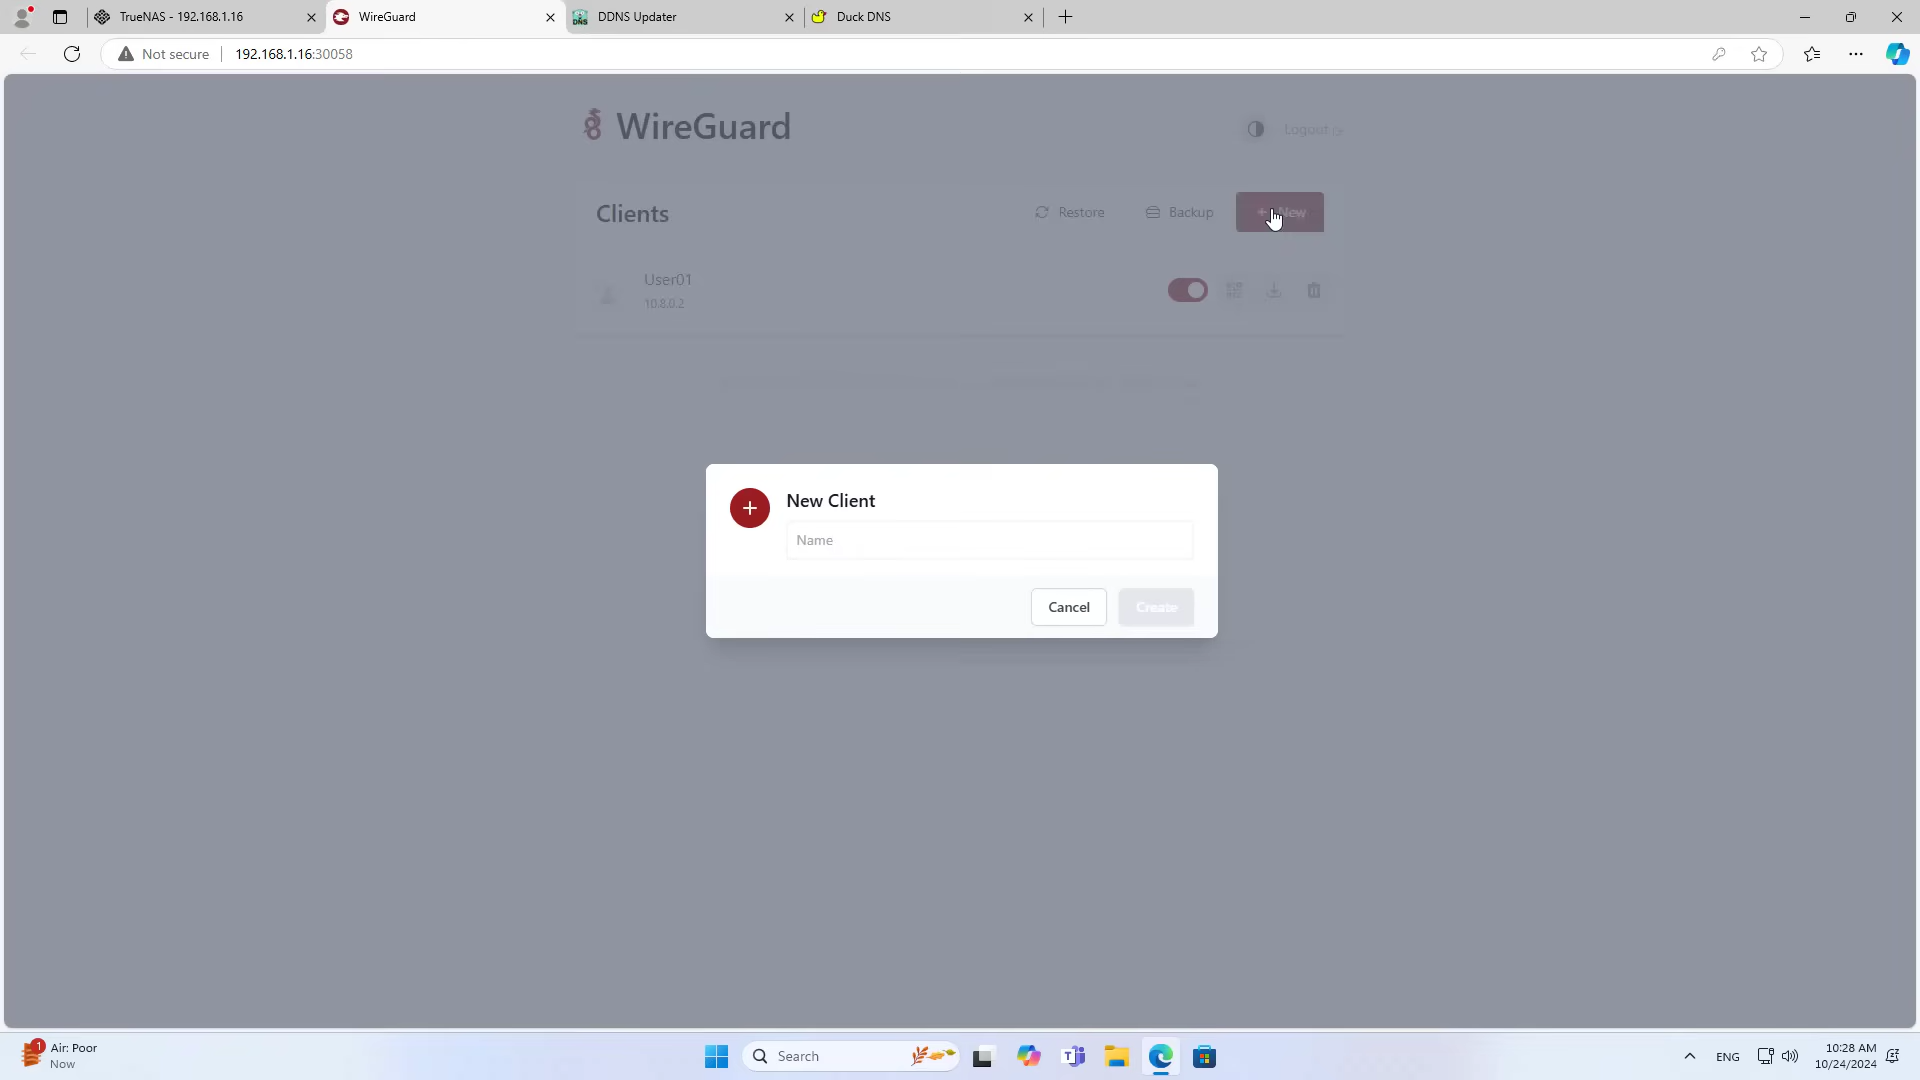 TrueNAS - 192.168.1.16
WireGuard
DDNS Updater
Duck DNS
Not secure
192.168.1.16:30058
WireGuard
Logout
Clients
Restore
Backup
+ New
User01
10.8.0.2
New Client
Name
Cancel
Create
1
Air: Poor
Now
Search
ENG
10:28 AM
10/24/2024